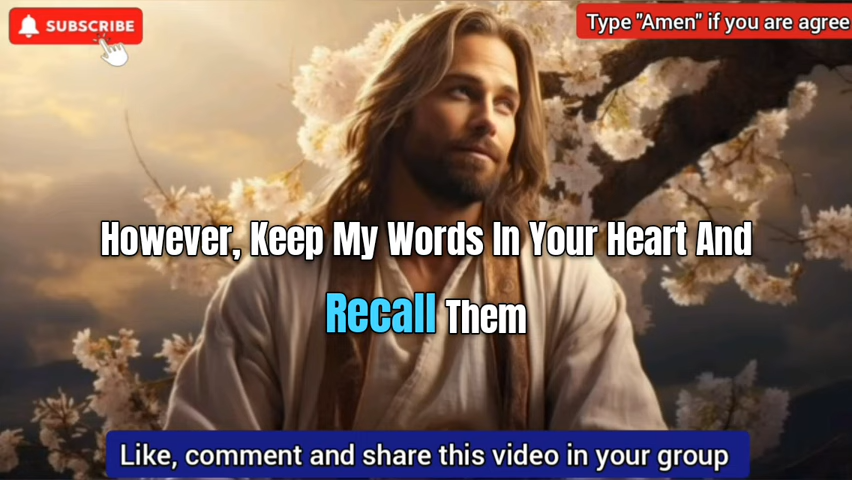 SUBSCRIBE
Type "Amen" if you are agree
However, Keep My Words In Your Heart And
Recall Them
Like, comment and share this video in your group